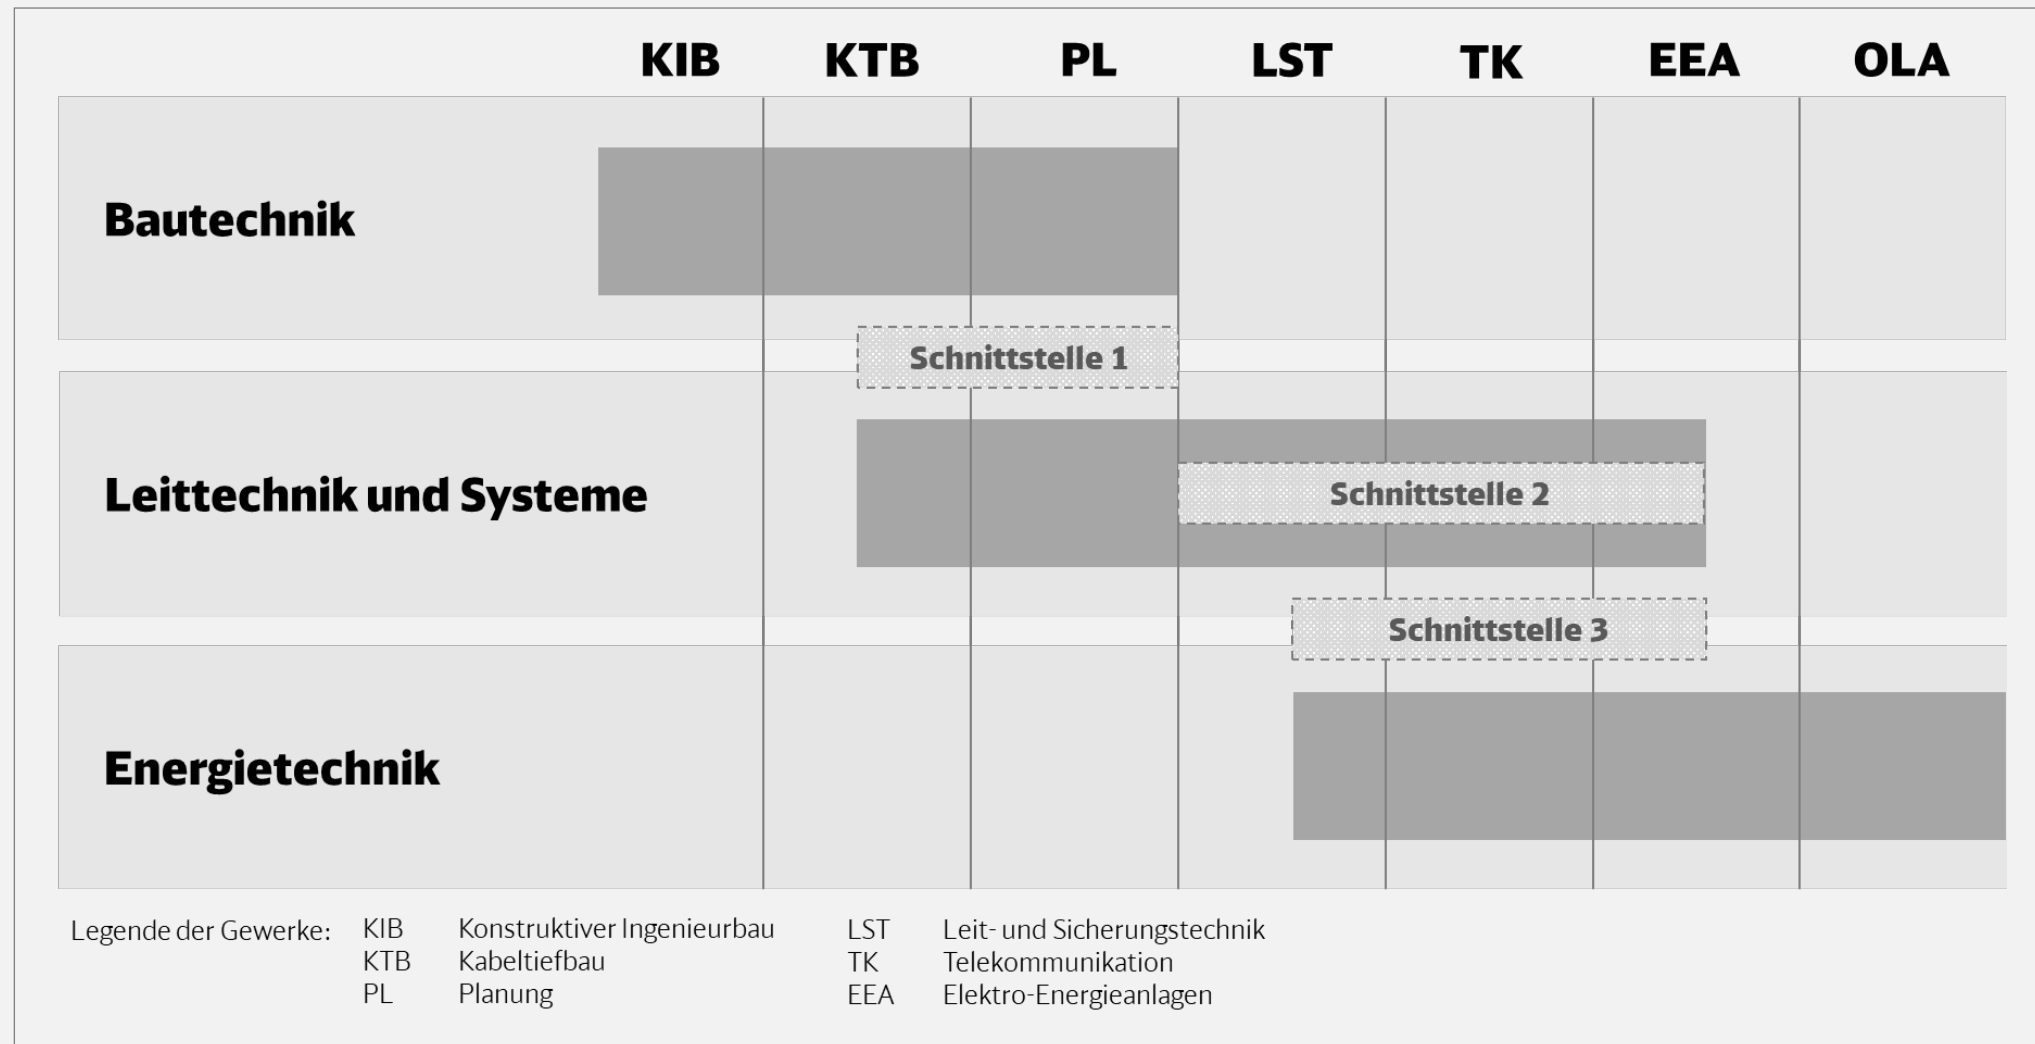 KIB KTB PL LST TK EEA OLA
Bautechnik
Schnittstelle 1
Leittechnik und Systeme
Schnittstelle 2
Schnittstelle 3
Energietechnik
Legende der Gewerke:
KIB Konstruktiver Ingenieurbau
KTB Kabeltiefbau
PL Planung
LST Leit- und Sicherungstechnik
TK Telekommunikation
EEA Elektro-Energieanlagen